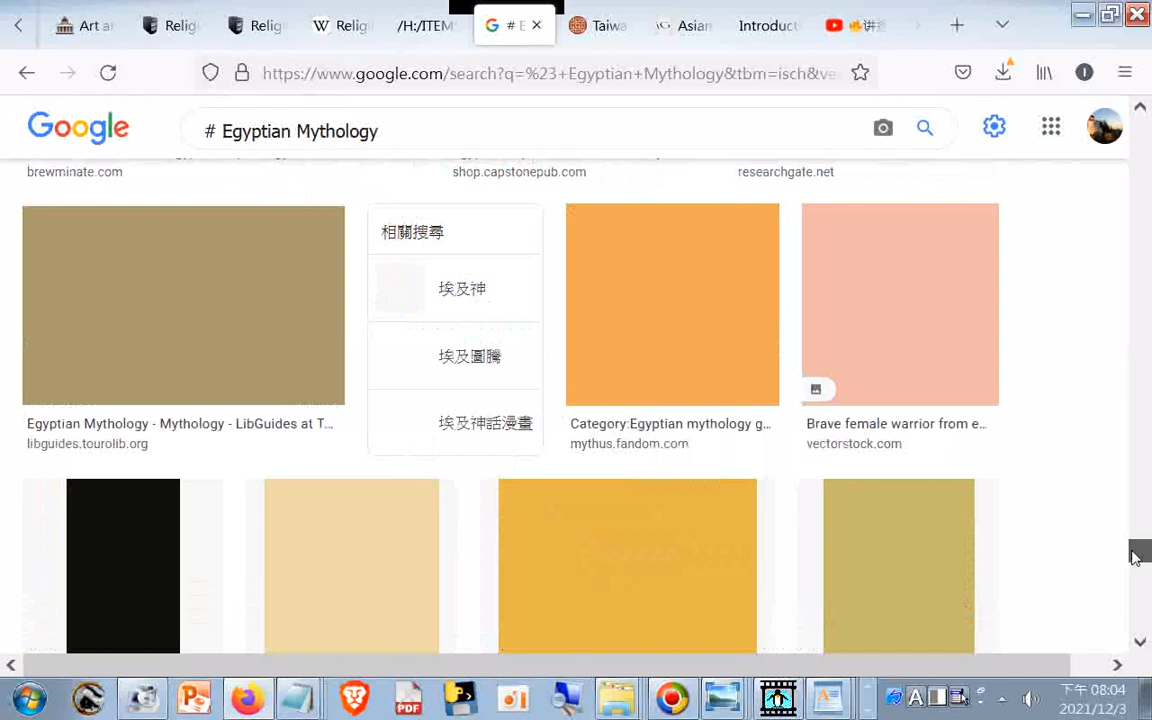 Art a
Relig
Relig
Relig
/H:/ITEM
# E
Taiwa
Asian
Introduct
https://www.google.com/search?q=%23+Egyptian+Mythology&tbm=isch&ve
Google
# Egyptian Mythology
brewminate.com
shop.capstonepub.com
researchgate.net
相關搜尋
埃及神
埃及圖騰
埃及神話漫畫
Egyptian Mythology - Mythology - LibGuides at T...
libguides.tourolib.org
Category:Egyptian mythology g...
mythus.fandom.com
Brave female warrior from e...
vectorstock.com
下午 08:04
2021/12/3